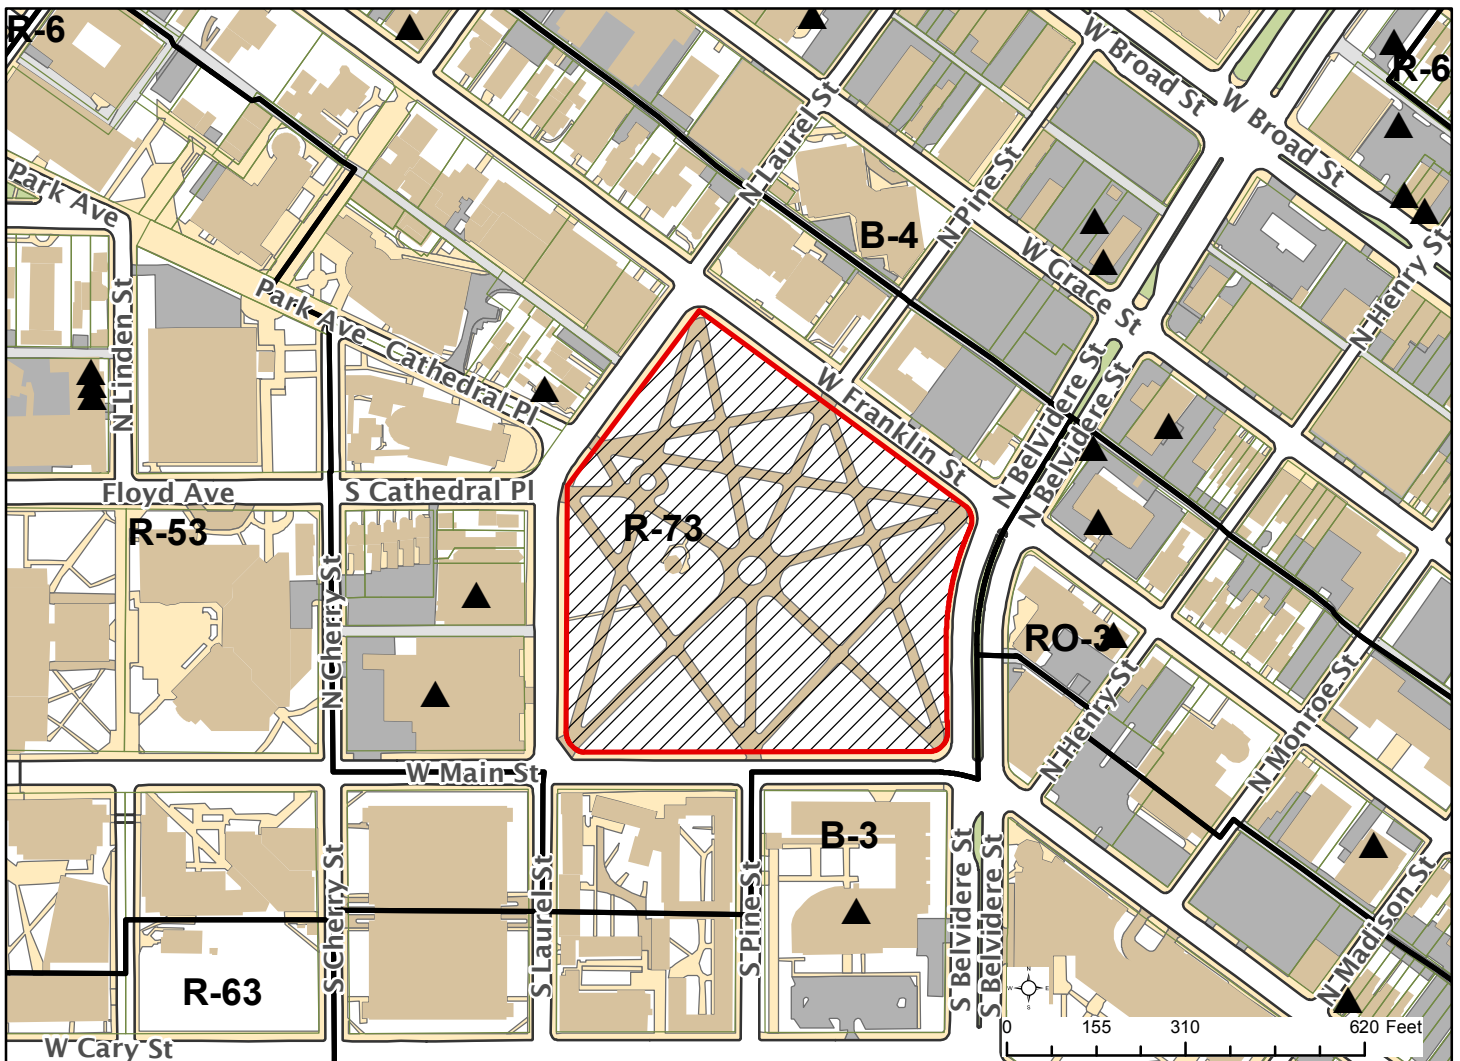 R-6
W Broad St
R-6
W Broad St
N Laurel St
Park Ave
N Pine St
B-4
W Grace St
N Henry St
Park Ave
Cathedral Pl
N Linden St
W Franklin St
N Belvidere St
N Belvidere St
Floyd Ave
S Cathedral Pl
R-53
R-73
N Cherry St
RO-3
N Henry St
N Monroe St
W Main St
B-3
S Cherry St
S Laurel St
S Pine St
S Belvidere St
S Belvidere St
N Madison St
R-63
N
W
E
S
0 155 310 620 Feet
W Cary St